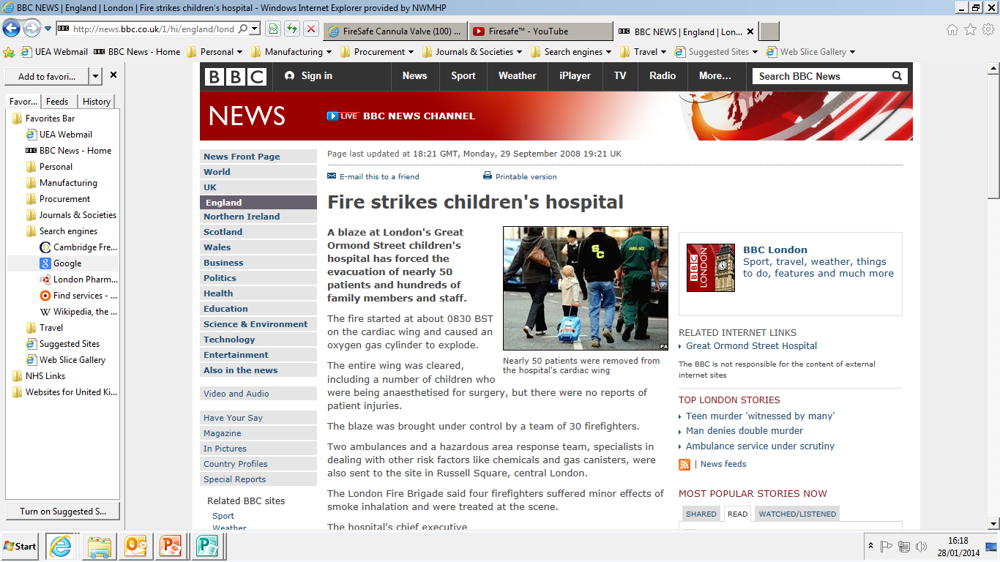 BBC NEWS | England | London | Fire strikes children's hospital - Windows Internet Explorer provided by NWMHP
http://news.bbc.co.uk/1/hi/england/lond
FireSafe Cannula Valve (100) ...
Firesafe™ - YouTube
BBC NEWS | England | Lon...
UEA Webmail
BBC News - Home
Personal
Manufacturing
Procurement
Journals & Societies
Search engines
Travel
Suggested Sites
Web Slice Gallery
Add to favori...
Favor...
Feeds
History
Favorites Bar
UEA Webmail
BBC News - Home
Personal
Manufacturing
Procurement
Journals & Societies
Search engines
Cambridge Fre...
Google
London Pharm...
Find services - ...
Wikipedia, the ...
Travel
Suggested Sites
Web Slice Gallery
NHS Links
Websites for United Ki...
Turn on Suggested S...
BBC
Sign in
News
Sport
Weather
iPlayer
TV
Radio
More...
Search BBC News
NEWS
LIVE BBC NEWS CHANNEL
News Front Page
World
UK
England
Northern Ireland
Scotland
Wales
Business
Politics
Health
Education
Science & Environment
Technology
Entertainment
Also in the news
Video and Audio
Have Your Say
Magazine
In Pictures
Country Profiles
Special Reports
Related BBC sites
Sport
Weather
Page last updated at 18:21 GMT, Monday, 29 September 2008 19:21 UK
E-mail this to a friend
Printable version
Fire strikes children's hospital
A blaze at London's Great
Ormond Street children's
hospital has forced the
evacuation of nearly 50
patients and hundreds of
family members and staff.
SC
AMBULANCE
PA
Nearly 50 patients were removed from
the hospital's cardiac wing
The fire started at about 0830 BST
on the cardiac wing and caused an
oxygen gas cylinder to explode.
The entire wing was cleared,
including a number of children who
were being anaesthetised for surgery, but there were no reports of
patient injuries.
The blaze was brought under control by a team of 30 firefighters.
Two ambulances and a hazardous area response team, specialists in
dealing with other risk factors like chemicals and gas canisters, were
also sent to the site in Russell Square, central London.
The London Fire Brigade said four firefighters suffered minor effects of
smoke inhalation and were treated at the scene.
The hospital's chief executive
BBC LONDON
BBC London
Sport, travel, weather, things
to do, features and much more
RELATED INTERNET LINKS
Great Ormond Street Hospital
The BBC is not responsible for the content of external
internet sites
TOP LONDON STORIES
Teen murder 'witnessed by many'
Man denies double murder
Ambulance service under scrutiny
| News feeds
MOST POPULAR STORIES NOW
SHARED
READ
WATCHED/LISTENED
Start
16:18
28/01/2014